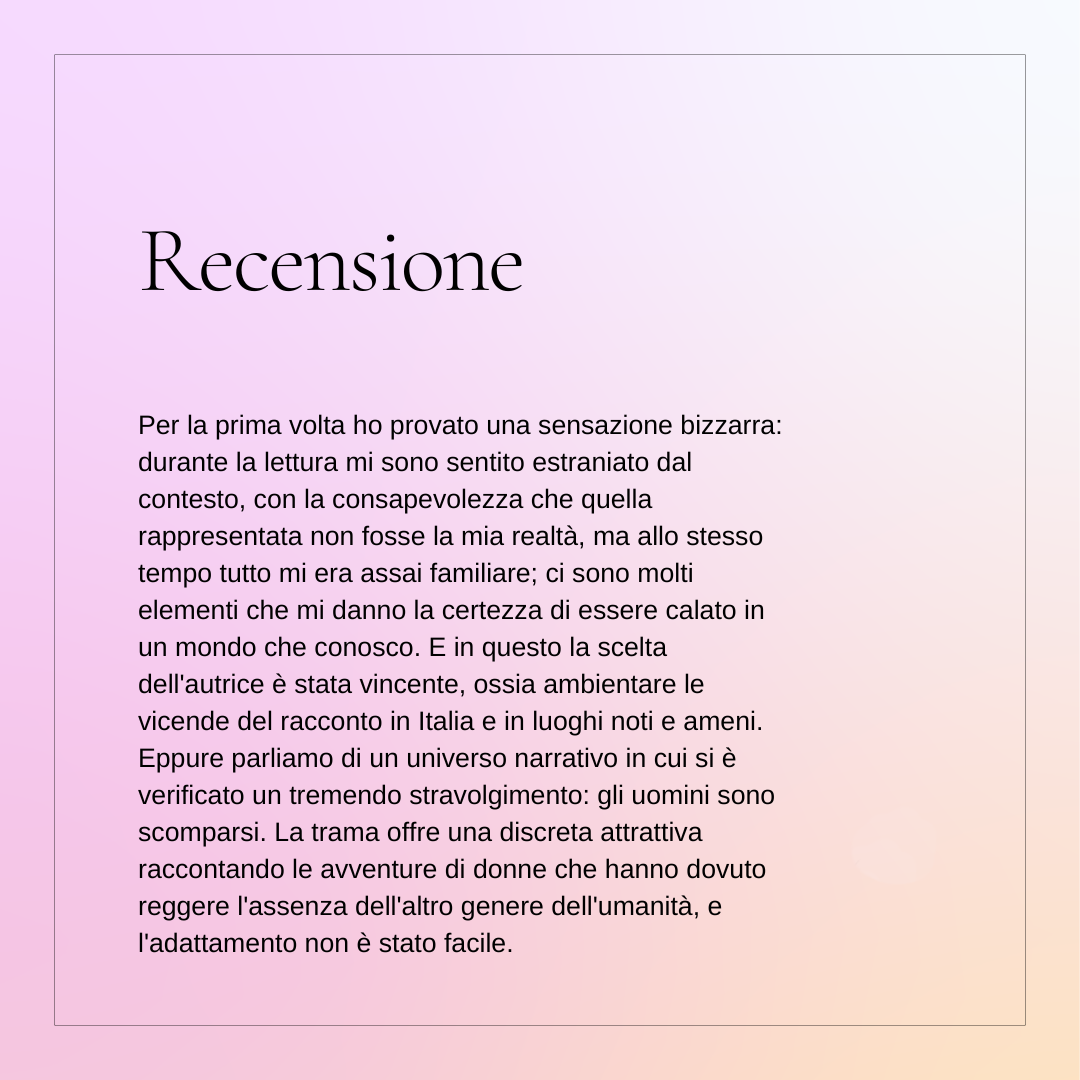 Recensione
Per la prima volta ho provato una sensazione bizzarra:
durante la lettura mi sono sentito estraniato dal
contesto, con la consapevolezza che quella
rappresentata non fosse la mia realtà, ma allo stesso
tempo tutto mi era assai familiare; ci sono molti
elementi che mi danno la certezza di essere calato in
un mondo che conosco. E in questo la scelta
dell'autrice è stata vincente, ossia ambientare le
vicende del racconto in Italia e in luoghi noti e ameni.
Eppure parliamo di un universo narrativo in cui si è
verificato un tremendo stravolgimento: gli uomini sono
scomparsi. La trama offre una discreta attrattiva
raccontando le avventure di donne che hanno dovuto
reggere l'assenza dell'altro genere dell'umanità, e
l'adattamento non è stato facile.